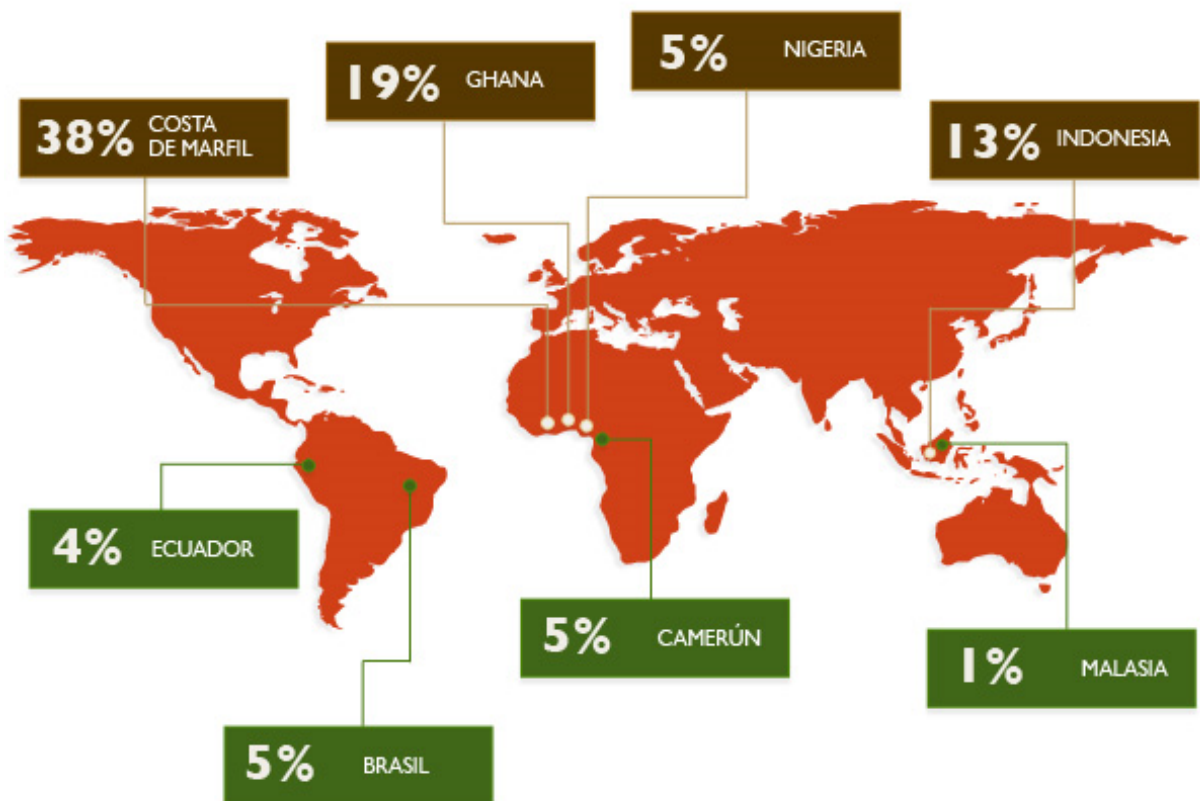 5% NIGERIA
19% GHANA
38% COSTA
DE MARFIL
13% INDONESIA
4% ECUADOR
5% CAMERÚN
1% MALASIA
5% BRASIL